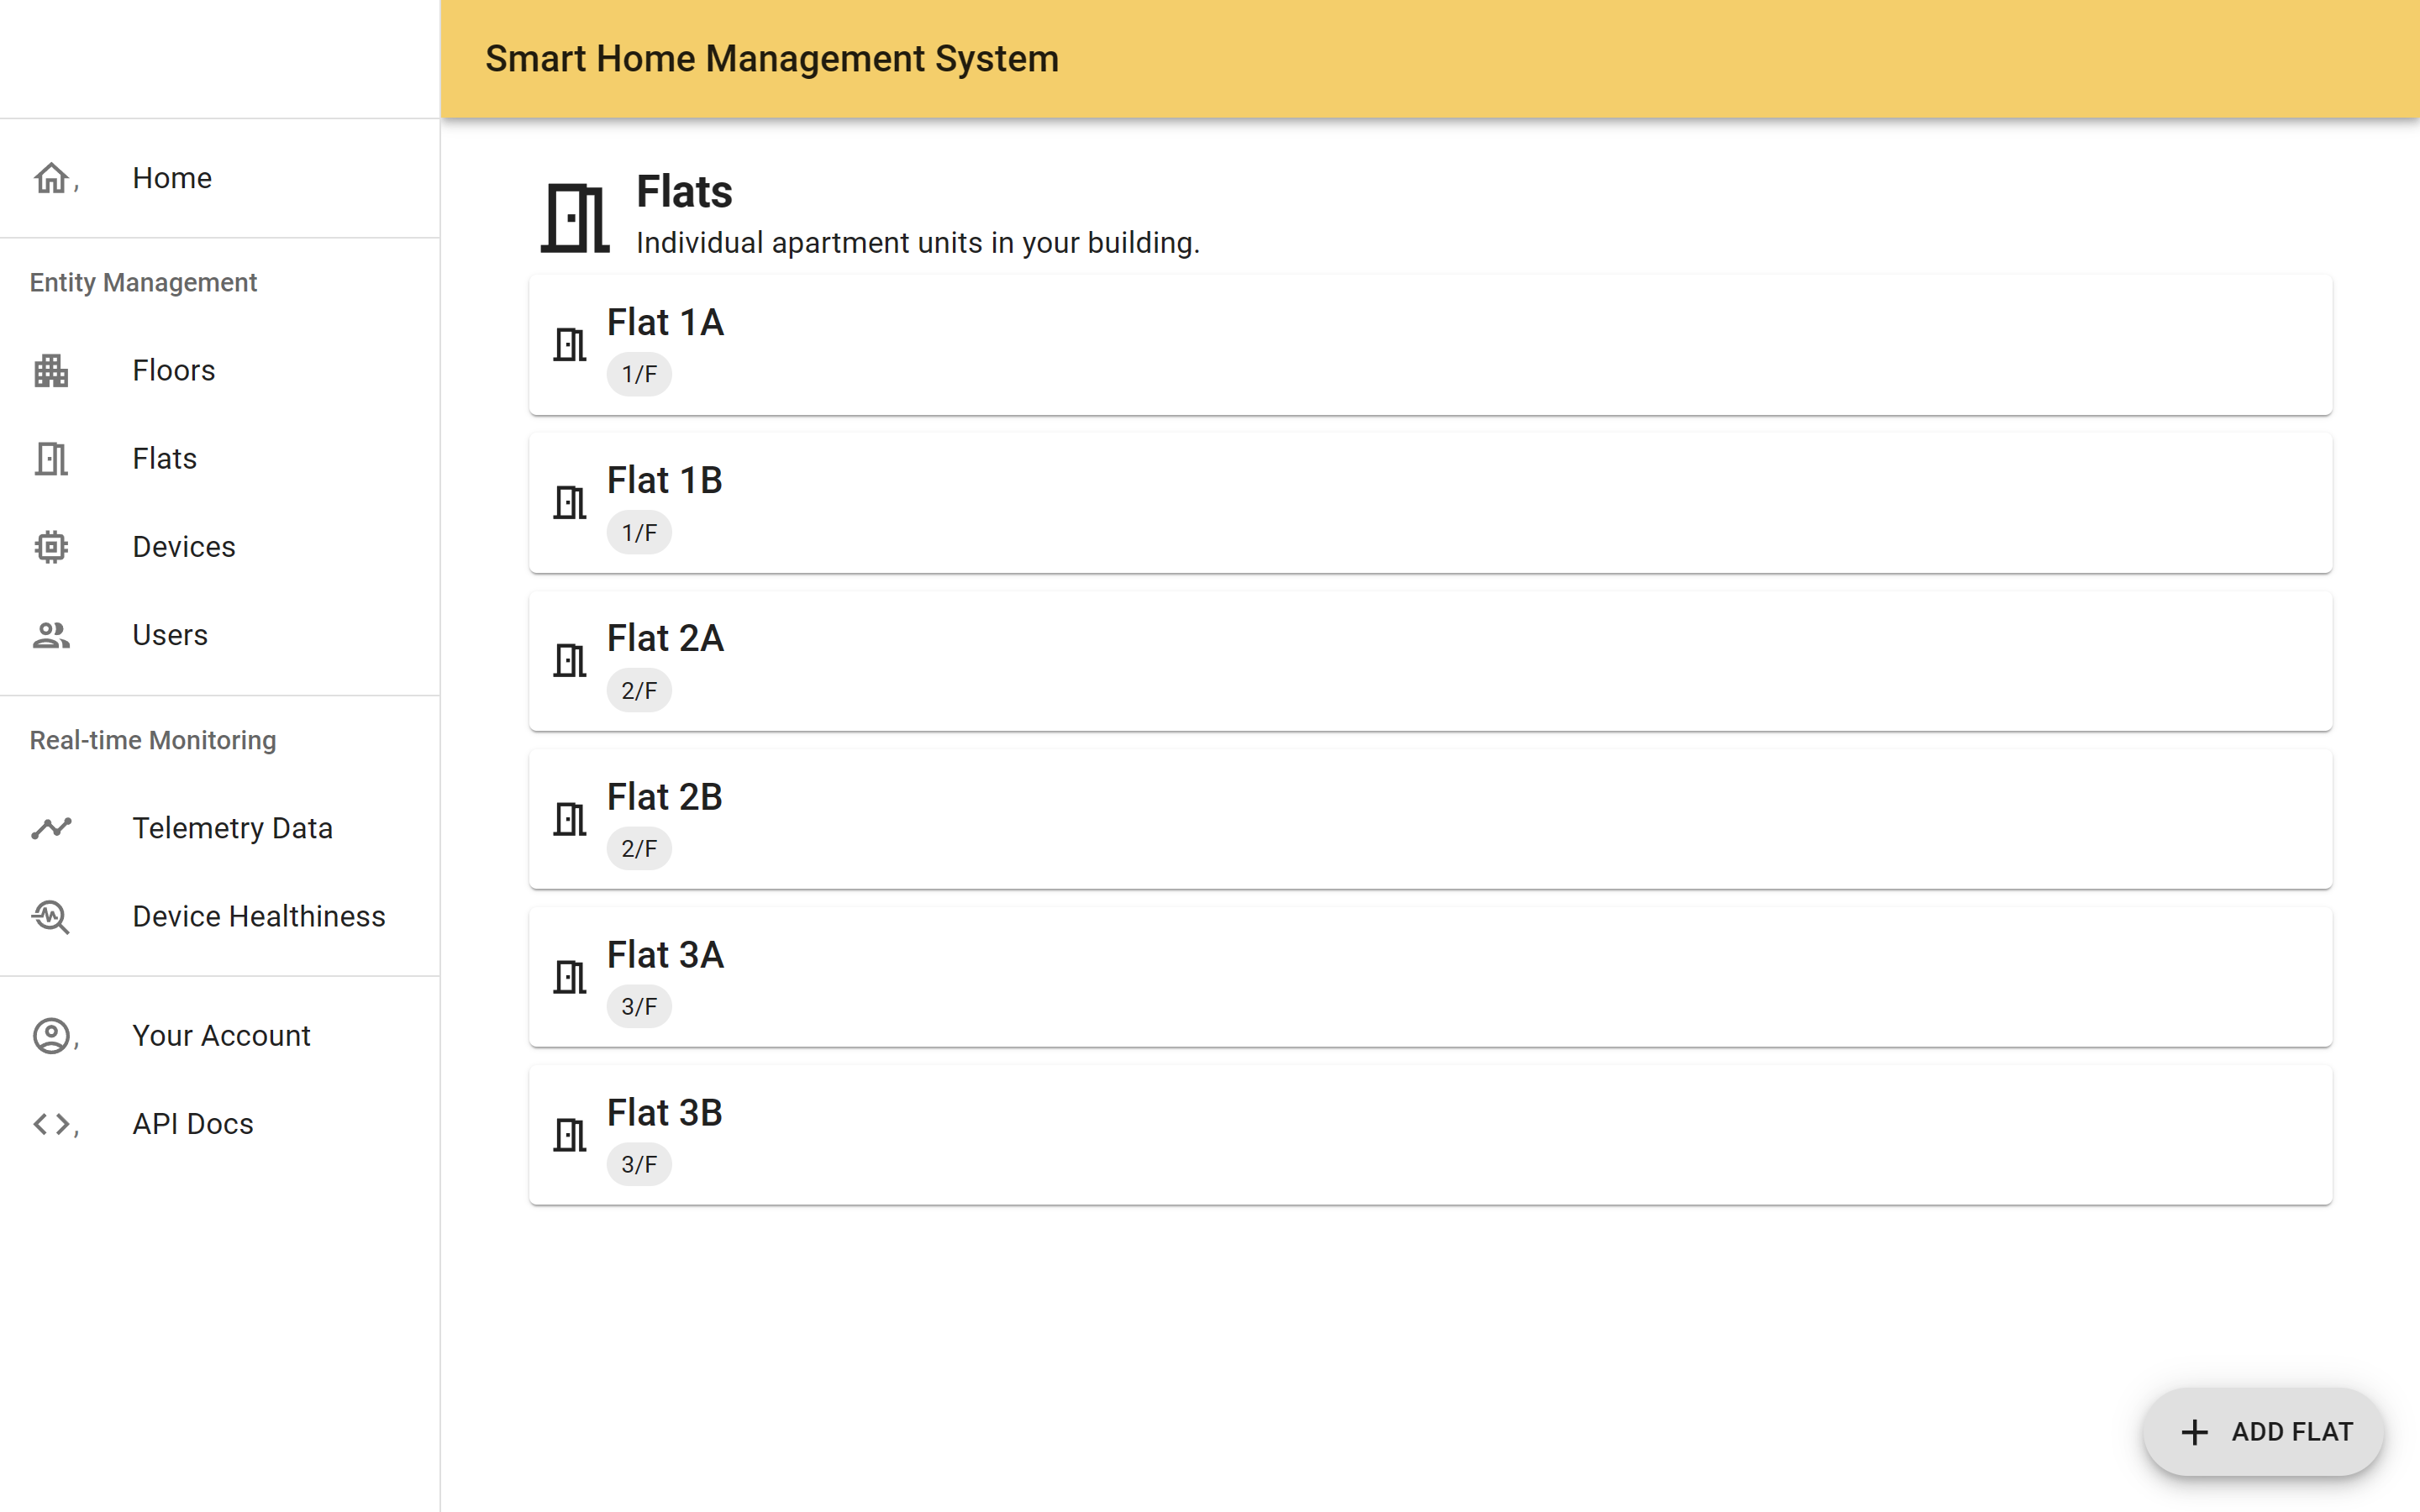 Smart Home Management System
,
Home
Entity Management
Floors
Flats
Devices
Users
Real-time Monitoring
Telemetry Data
Device Healthiness
,
Your Account
,
API Docs
Flats
Individual apartment units in your building.
Flat 1A
1/F
Flat 1B
1/F
Flat 2A
2/F
Flat 2B
2/F
Flat 3A
3/F
Flat 3B
3/F
ADD FLAT